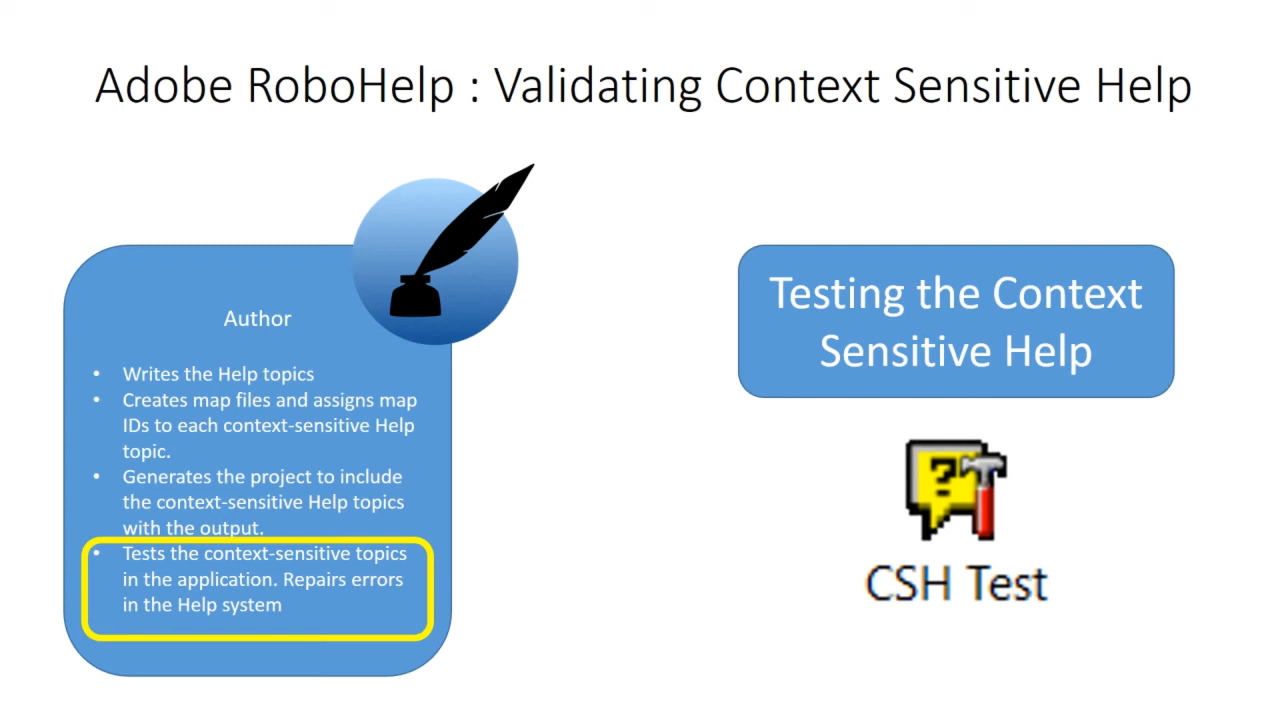 Adobe RoboHelp : Validating Context Sensitive Help
Author
• Writes the Help topics
• Creates map files and assigns map
IDs to each context-sensitive Help
topic.
• Generates the project to include
the context-sensitive Help topics
with the output.
• Tests the context-sensitive topics
in the application. Repairs errors
in the Help system
Testing the Context
Sensitive Help
?
CSH Test